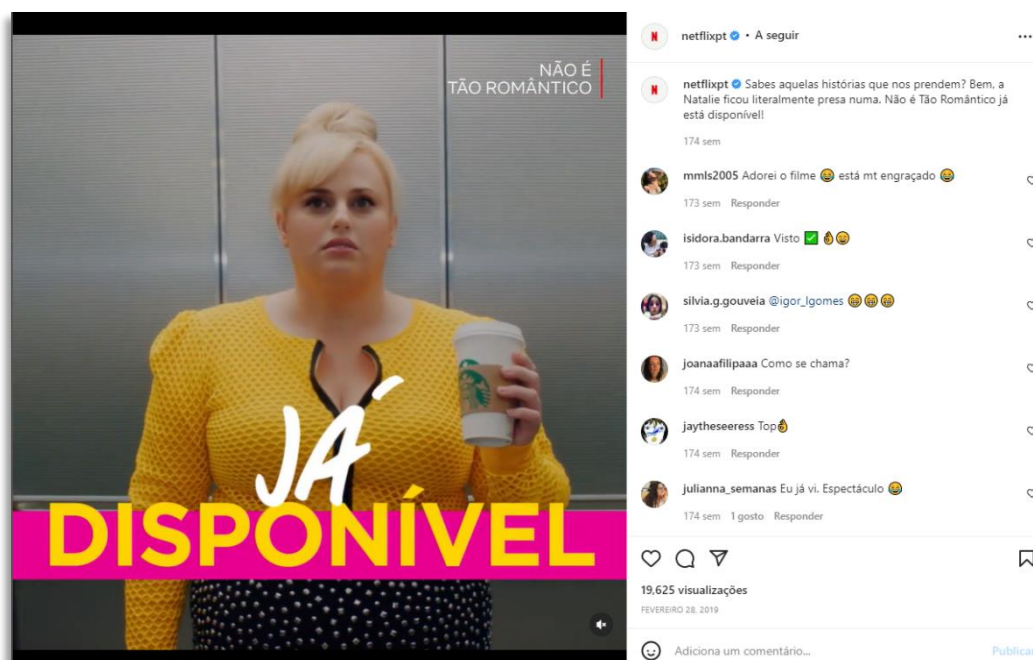 NÃO É
TÃO ROMÂNTICO
JÁ
DISPONÍVEL
netflixpt • A seguir
netflixpt Sabes aquelas histórias que nos prendem? Bem, a
Natalie ficou literalmente presa numa. Não é Tão Romântico já
está disponível!
174 sem
mmls2005 Adorei o filme 😂 está mt engraçado 😂
173 sem Responder
isidora.bandarra Visto ✅ 👌😄
173 sem Responder
silvia.g.gouveia @igor_lgomes 😁😁😁
173 sem Responder
joanaafilipaaa Como se chama?
174 sem Responder
jaytheseeress Top👌
174 sem Responder
julianna_semanas Eu já vi. Espectáculo 😂
174 sem 1 gosto Responder
19,625 visualizações
FEVEREIRO 28, 2019
Adiciona um comentário...
Publicar